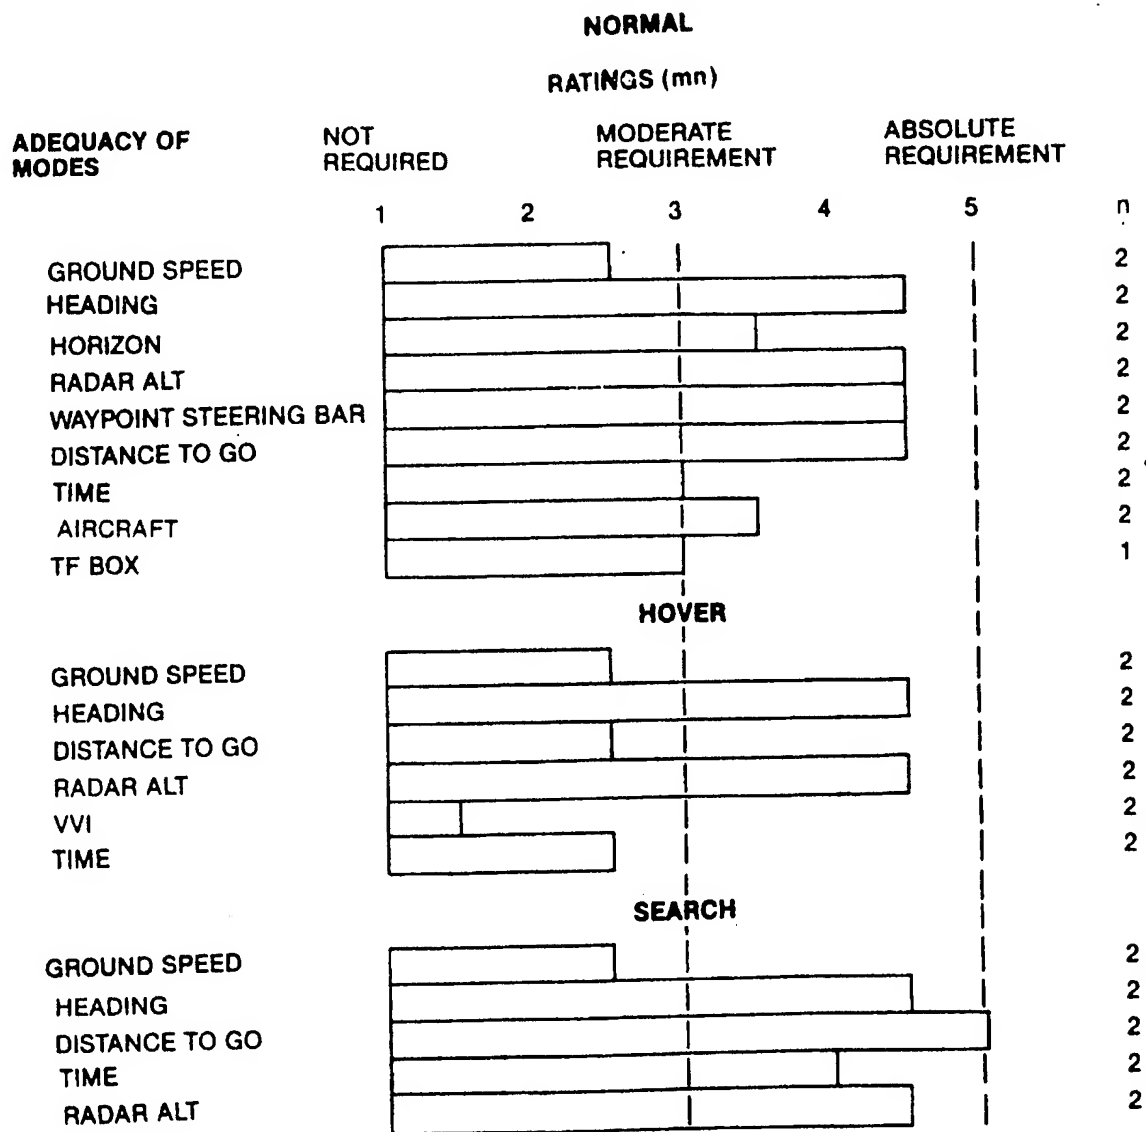 NORMAL
RATINGS (mn)
ADEQUACY OF MODES
NOT REQUIRED
MODERATE REQUIREMENT
ABSOLUTE REQUIREMENT
1 2 3 4 5 n
GROUND SPEED 2
HEADING 2
HORIZON 2
RADAR ALT 2
WAYPOINT STEERING BAR 2
DISTANCE TO GO 2
TIME 2
AIRCRAFT 2
TF BOX 1
HOVER
GROUND SPEED 2
HEADING 2
DISTANCE TO GO 2
RADAR ALT 2
VVI 2
TIME 2
SEARCH
GROUND SPEED 2
HEADING 2
DISTANCE TO GO 2
TIME 2
RADAR ALT 2